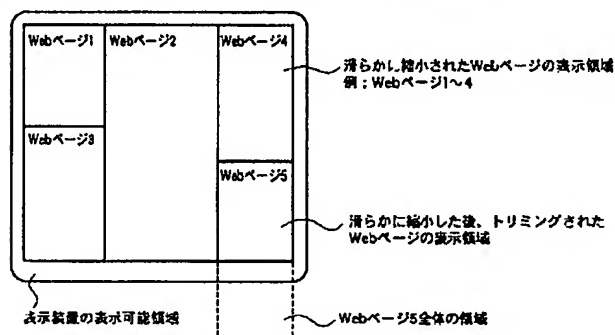 Webページ1
Webページ2
Webページ4
滑らかに縮小されたWebページの表示領域
例：Webページ1〜4
Webページ3
Webページ5
滑らかに縮小した後、トリミングされた
Webページの表示領域
表示装置の表示可能領域
Webページ5全体の領域